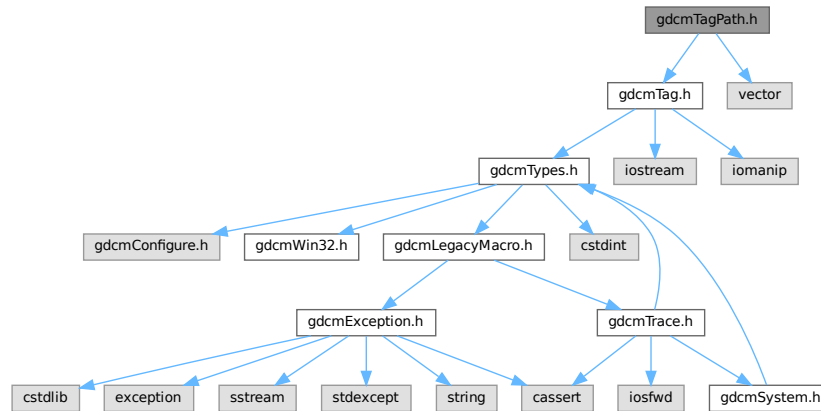 gdcmTagPath.h
gdcmTag.h
vector
gdcmTypes.h
iostream
iomanip
gdcmConfigure.h
gdcmWin32.h
gdcmLegacyMacro.h
cstdint
gdcmException.h
gdcmTrace.h
cstdlib
exception
sstream
stdexcept
string
cassert
iosfwd
gdcmSystem.h